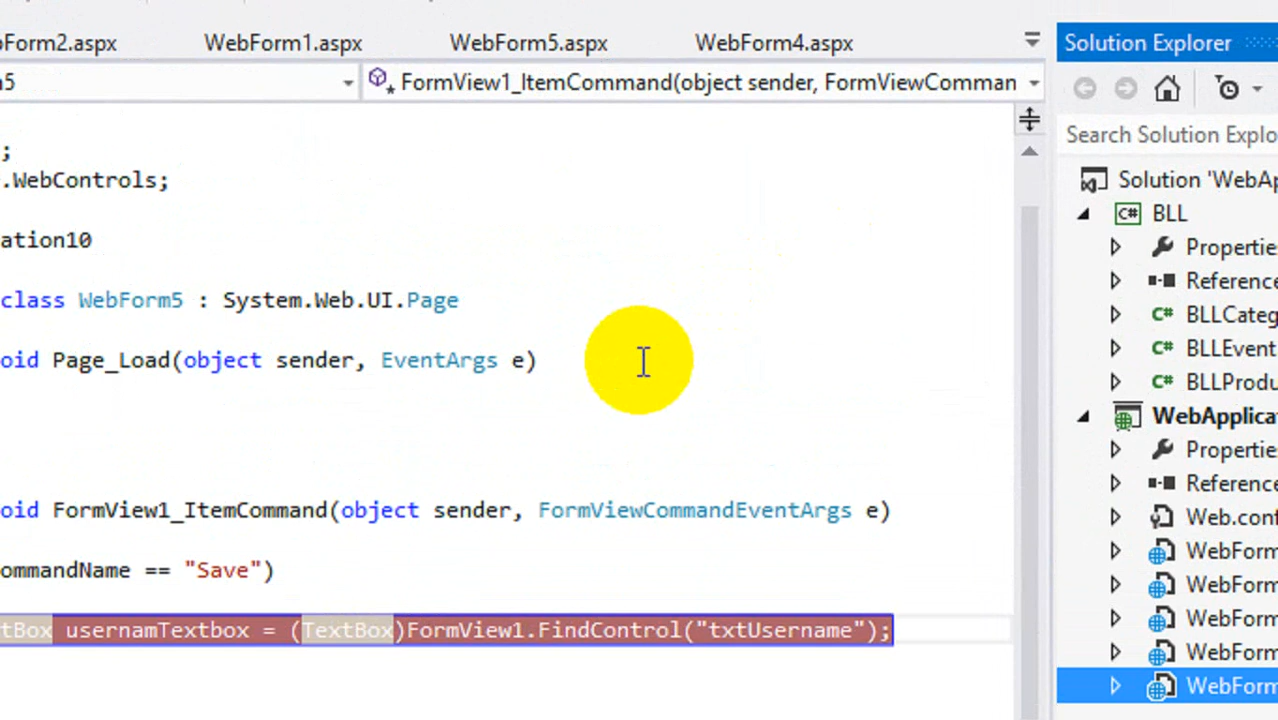 bForm2.aspx WebForm1.aspx WebForm5.aspx WebForm4.aspx
5 FormView1_ItemCommand(object sender, FormViewComman
;
.WebControls;
ation10
class WebForm5 : System.Web.UI.Page
oid Page_Load(object sender, EventArgs e)
oid FormView1_ItemCommand(object sender, FormViewCommandEventArgs e)
ommandName == "Save")
tBox usernamTextbox = (TextBox)FormView1.FindControl("txtUsername");
Solution Explorer
Search Solution Explo
Solution 'WebAp
C# BLL
Propertie
Reference
C# BLLCateg
C# BLLEvent
C# BLLProdu
WebApplicat
Propertie
Reference
Web.conf
WebForm
WebForm
WebForm
WebForm
WebForm